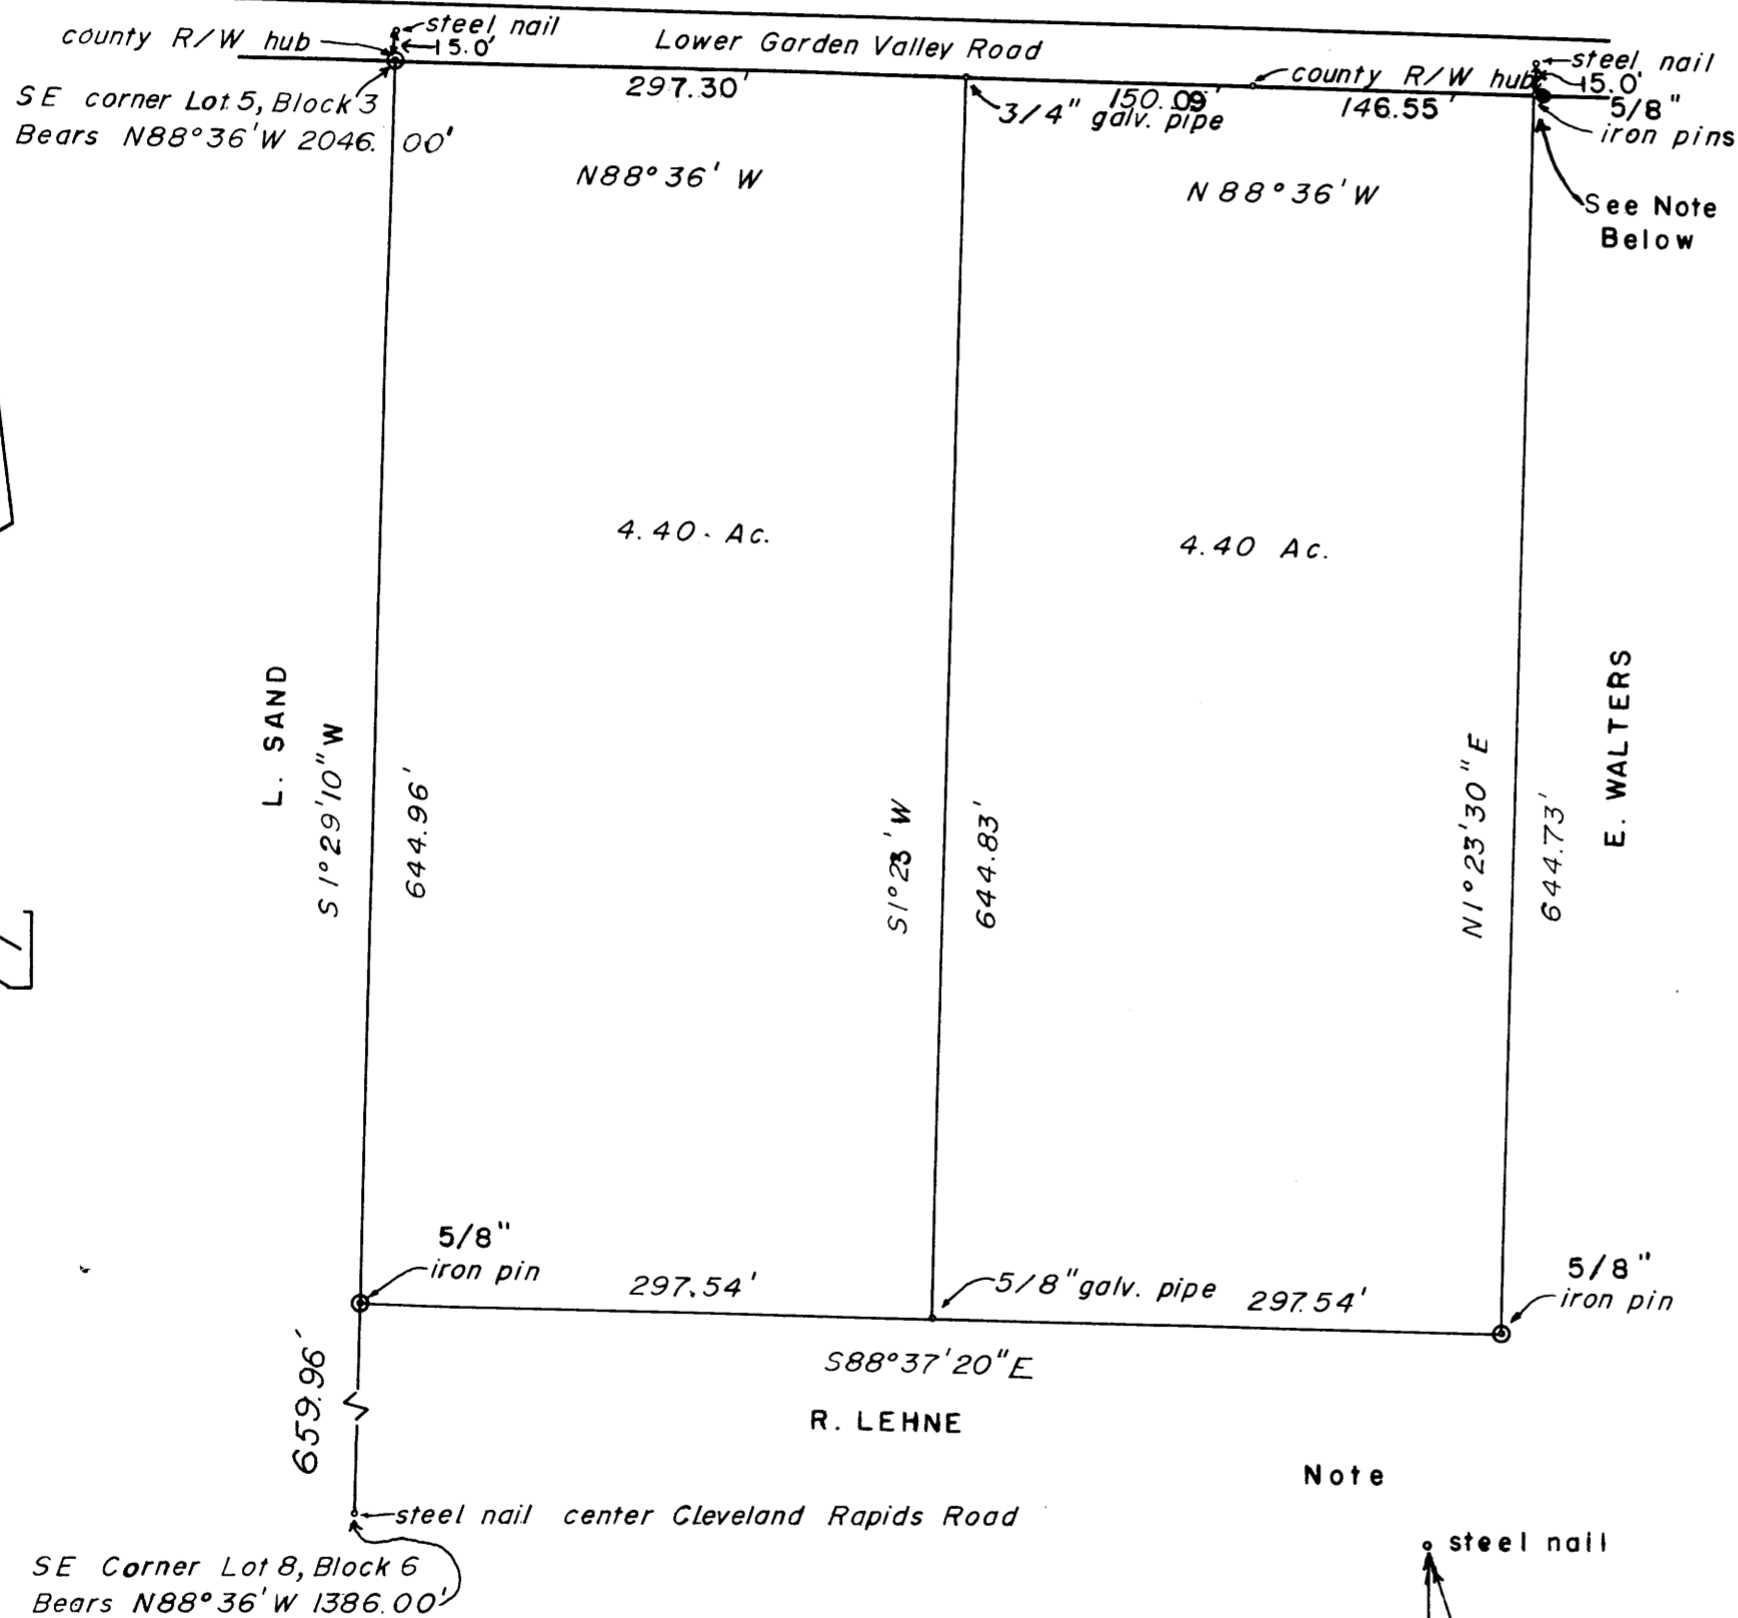 steel nail
county R/W hub
15.0'
Lower Garden Valley Road
steel nail
county R/W hub
15.0'
297.30'
150.09'
146.55'
5/8"
iron pins
3/4" galv. pipe
SE corner Lot 5, Block 3
Bears N88°36'W 2046.00'
N88°36' W
N 88°36'W
See Note
Below
4.40. Ac.
4.40 Ac.
L. SAND
S 1°29'10"W
644.96'
S1°23'W
644.83'
N1°23'30"E
644.73'
E. WALTERS
5/8"
iron pin
297.54'
5/8"galv. pipe
297.54'
5/8"
iron pin
S88°37'20"E
659.96'
R. LEHNE
Note
steel nail center Cleveland Rapids Road
steel nail
SE Corner Lot 8, Block 6
Bears N88°36'W 1386.00'